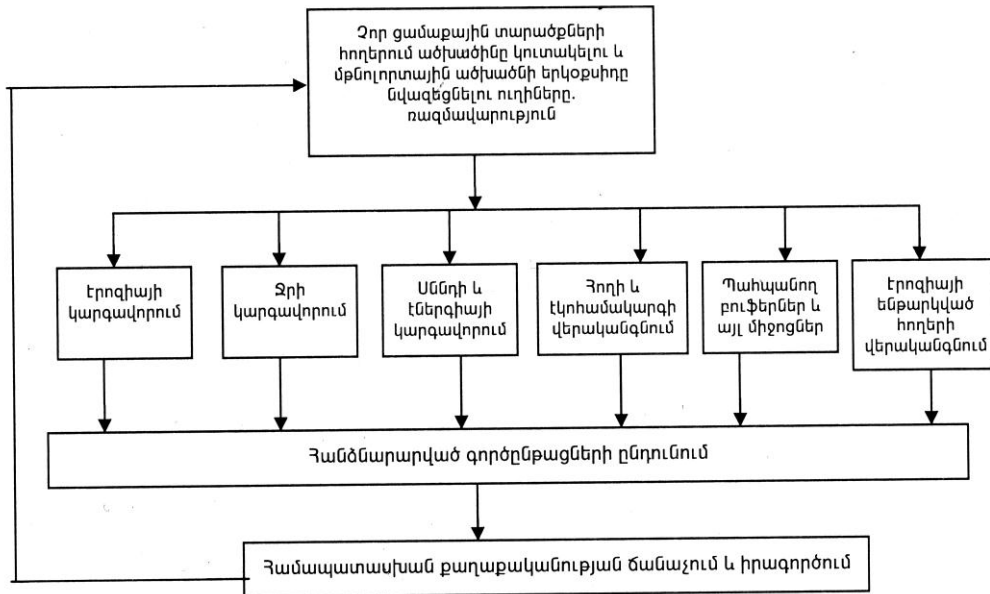 Չոր ցամաքային տարածքների
հողերում ածխածինը կուտակելու և
մթնոլորտային ածխածնի երկօքսիդը
նվազեցնելու ուղիները.
ռազմավարություն
Էրոզիայի
կարգավորում
Ջրի
կարգավորում
Սննդի և
էներգիայի
կարգավորում
Հողի և
էկոհամակարգի
վերականգնում
Պահպանող
բուֆերներ և
այլ միջոցներ
Էրոզիայի
ենթարկված
հողերի
վերականգնում
Հանձնարարված գործընթացների ընդունում
Համապատասխան քաղաքականության ճանաչում և իրագործում